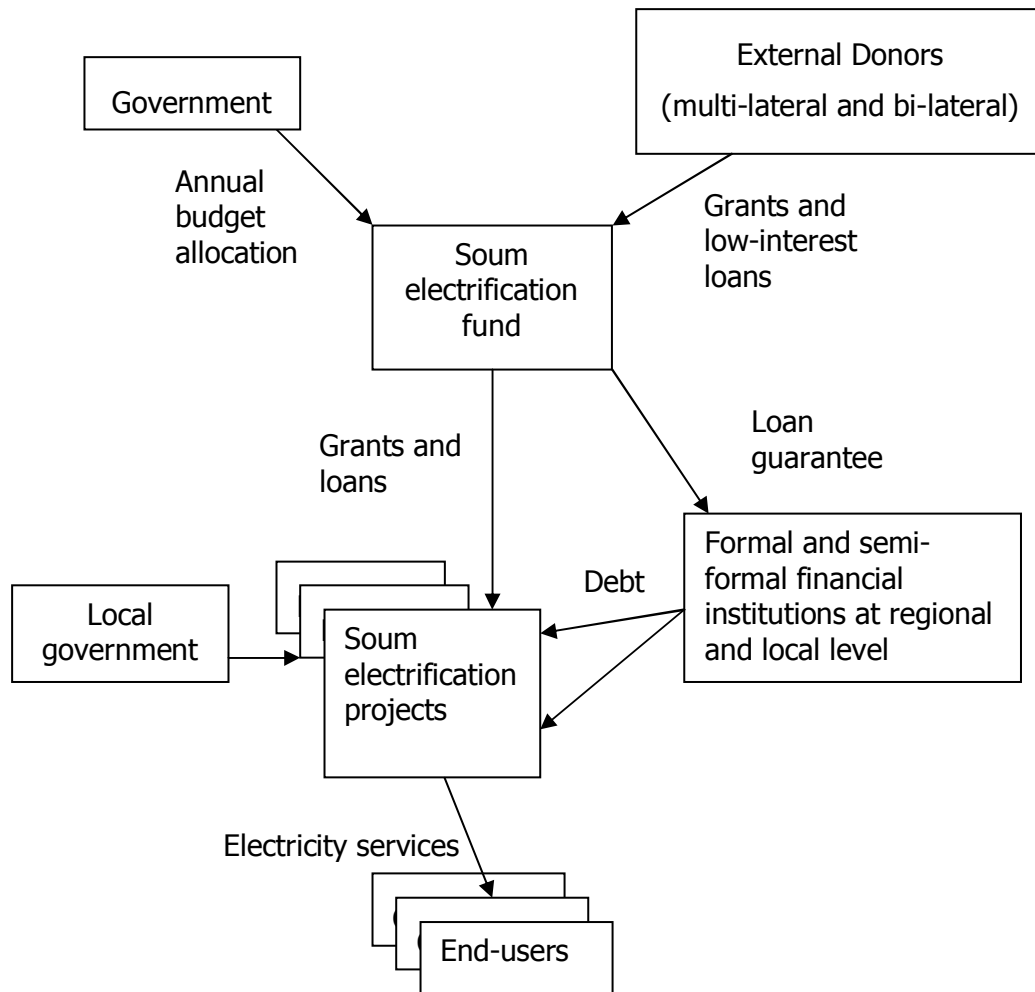 External Donors
(multi-lateral and bi-lateral)
Government
Annual
budget
allocation
Grants and
low-interest
loans
Soum
electrification
fund
Grants and
loans
Loan
guarantee
Formal and semi-
formal financial
institutions at regional
and local level
Debt
Local
government
Soum
electrification
projects
Electricity services
End-users